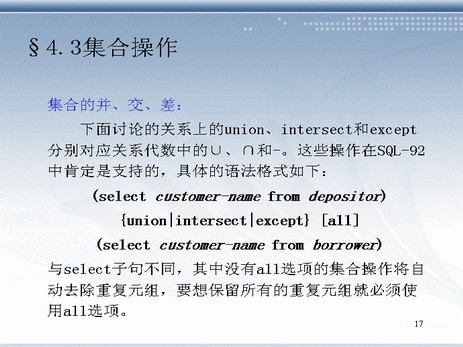 §4.3集合操作
集合的并、交、差：
下面讨论的关系上的union、intersect和except
分别对应关系代数中的∪、∩和-。这些操作在SQL-92
中肯定是支持的，具体的语法格式如下：
(select customer-name from depositor)
{union|intersect|except} [all]
(select customer-name from borrower)
与select子句不同，其中没有all选项的集合操作将自
动去除重复元组，要想保留所有的重复元组就必须使
用all选项。
17